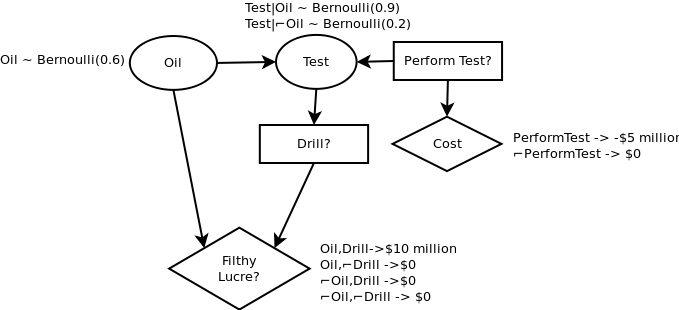 Test|Oil ~ Bernoulli(0.9)
Test|⌐Oil ~ Bernoulli(0.2)
Oil ~ Bernoulli(0.6)
Oil
Test
Perform Test?
Drill?
Cost
PerformTest -> -$5 million
⌐PerformTest -> $0
Filthy
Lucre?
Oil,Drill->$10 million
Oil,⌐Drill ->$0
⌐Oil,Drill ->$0
⌐Oil,⌐Drill -> $0